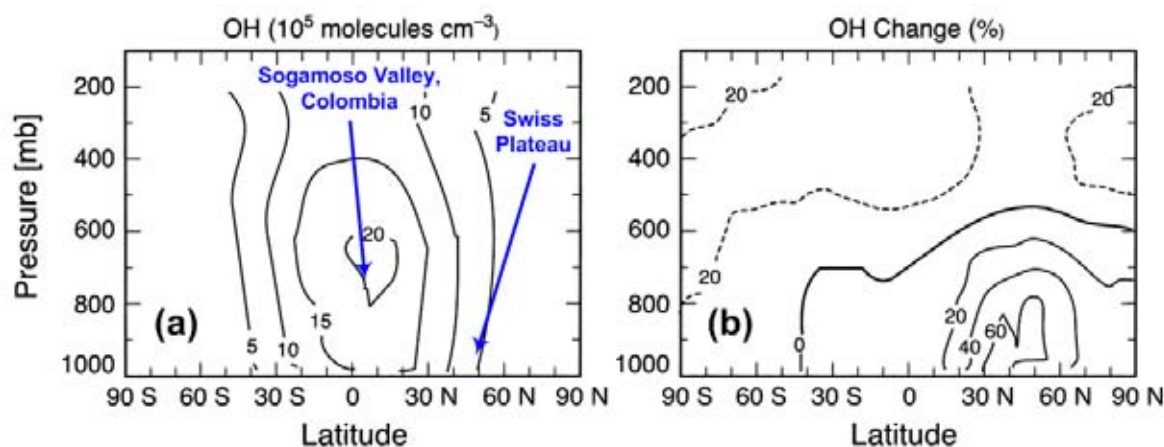 OH (10⁵ molecules cm⁻³)
Sogamoso Valley,
Colombia
10
5
Swiss
Plateau
20
15
5
10
(a)
200
400
600
800
1000
Pressure [mb]
90 S
60 S
30 S
0
30 N
60 N
90 N
Latitude
OH Change (%)
20
20
20
0
20
40
60
(b)
200
400
600
800
1000
90 S
60 S
30 S
0
30 N
60 N
90 N
Latitude